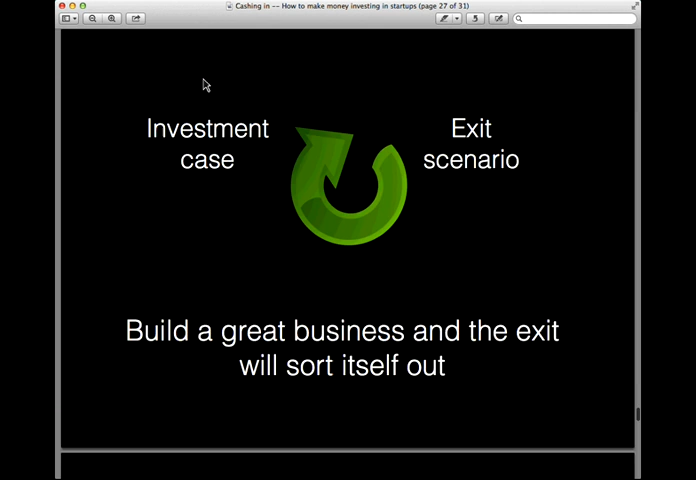 Cashing in -- How to make money investing in startups (page 27 of 31)
Investment
case
Exit
scenario
Build a great business and the exit
will sort itself out